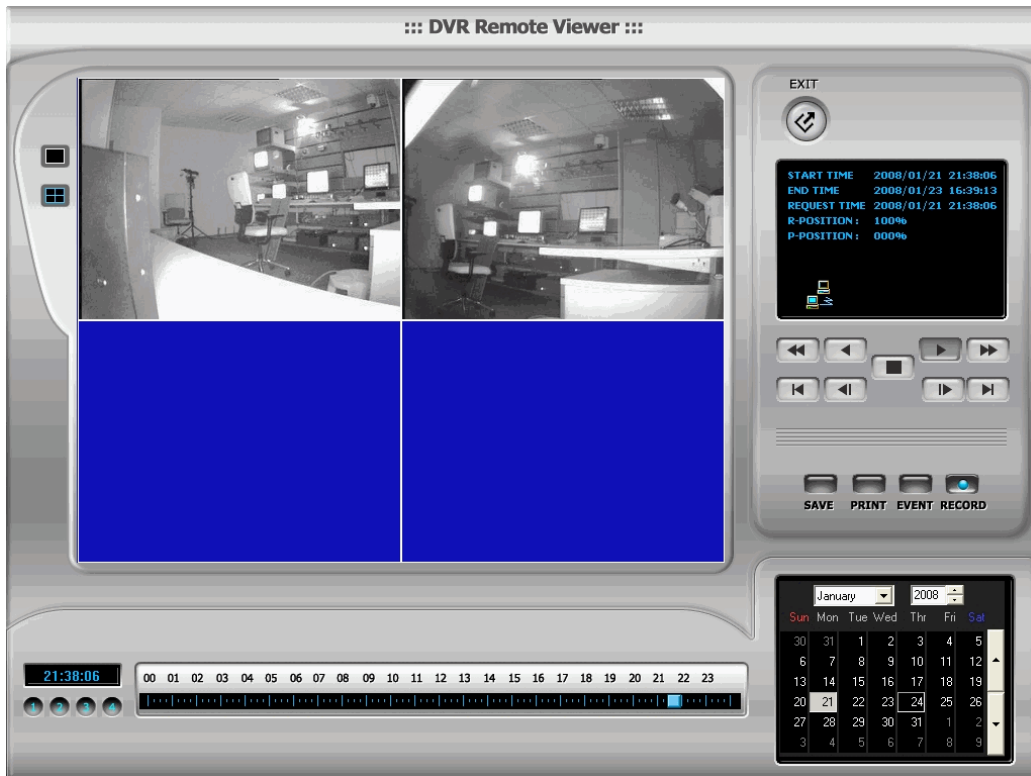 ::: DVR Remote Viewer :::
EXIT
START TIME 2008/01/21 21:38:06
END TIME 2008/01/23 16:39:13
REQUEST TIME 2008/01/21 21:38:06
R-POSITION : 100%
P-POSITION : 000%
SAVE PRINT EVENT RECORD
January 2008
Sun Mon Tue Wed Thr Fri Sat
30 31 1 2 3 4 5
6 7 8 9 10 11 12
13 14 15 16 17 18 19
20 21 22 23 24 25 26
27 28 29 30 31 1 2
3 4 5 6 7 8 9
21:38:06
1 2 3 4
00 01 02 03 04 05 06 07 08 09 10 11 12 13 14 15 16 17 18 19 20 21 22 23